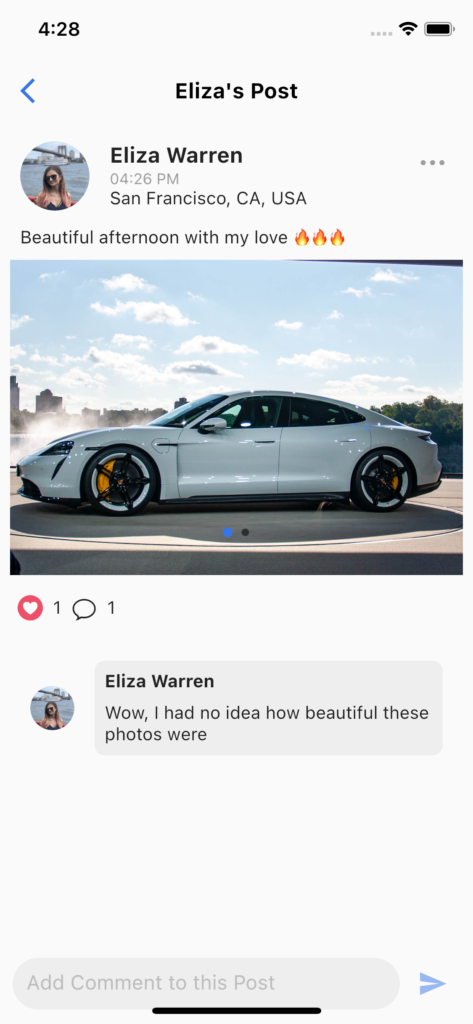 4:28
Eliza's Post
Eliza Warren
04:26 PM
San Francisco, CA, USA
Beautiful afternoon with my love 🔥🔥🔥
1 1
Eliza Warren
Wow, I had no idea how beautiful these
photos were
Add Comment to this Post